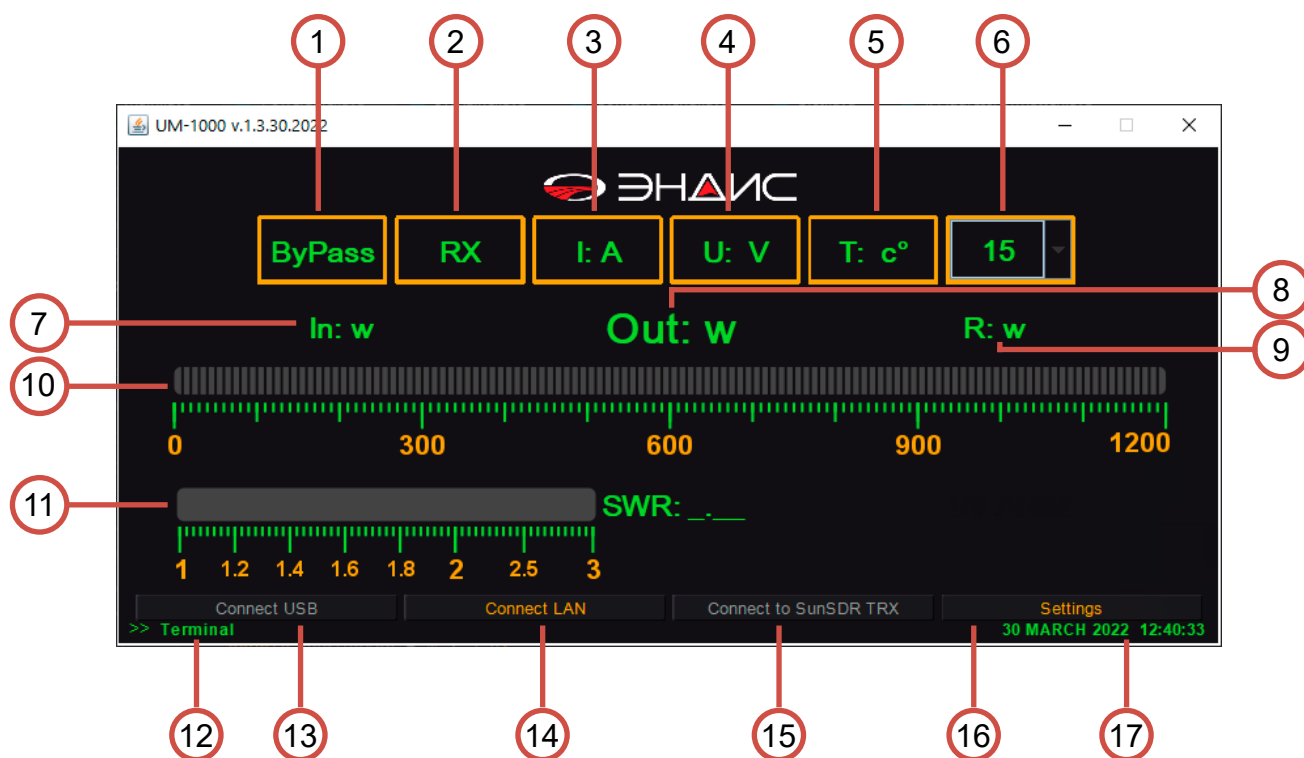 1 2 3 4 5 6
UM-1000 v.1.3.30.2022
ЭНДИС
ByPass RX I: A U: V T: c° 15
8
7 In: w Out: w R: w
9
10
0 300 600 900 1200
11 SWR: _.__
1 1.2 1.4 1.6 1.8 2 2.5 3
Connect USB Connect LAN Connect to SunSDR TRX Settings
>> Terminal 30 MARCH 2022 12:40:33
12 13 14 15 16 17